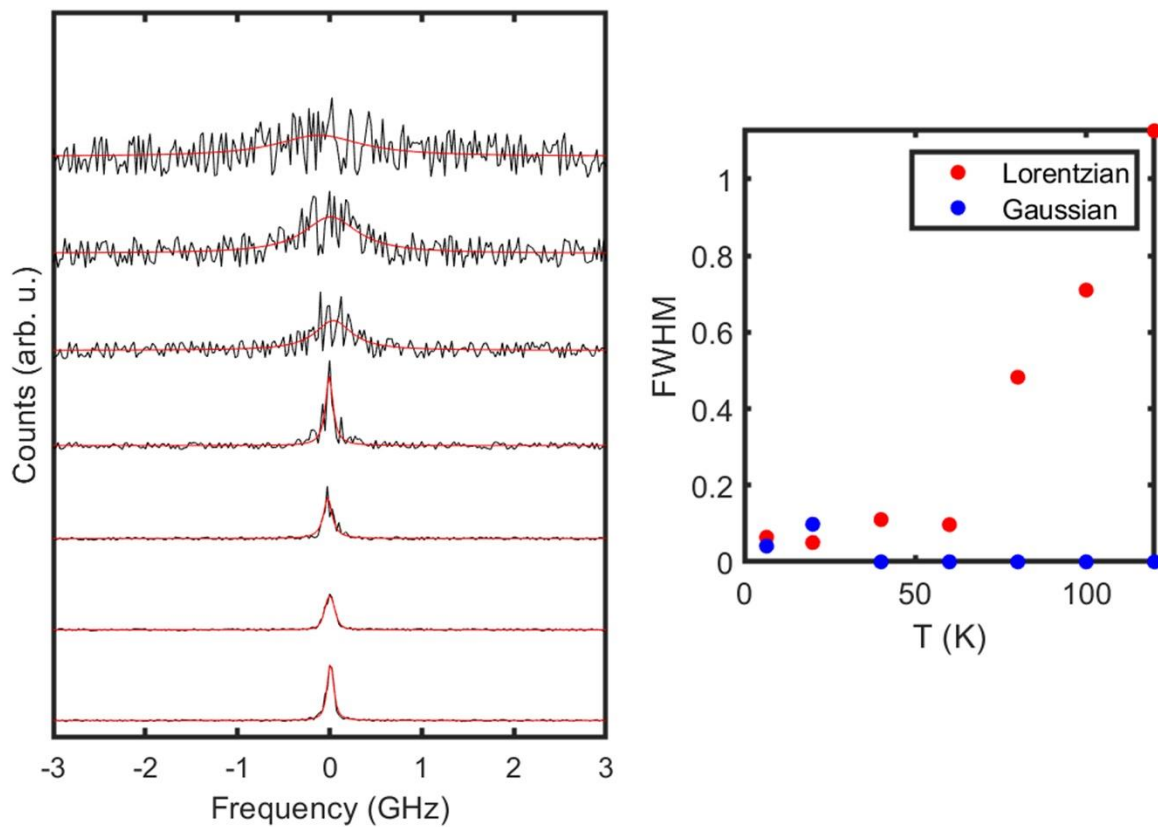 Counts (arb. u.)
-3 -2 -1 0 1 2 3
Frequency (GHz)
FWHM
1
0.8
0.6
0.4
0.2
0
0 50 100
T (K)
Lorentzian
Gaussian